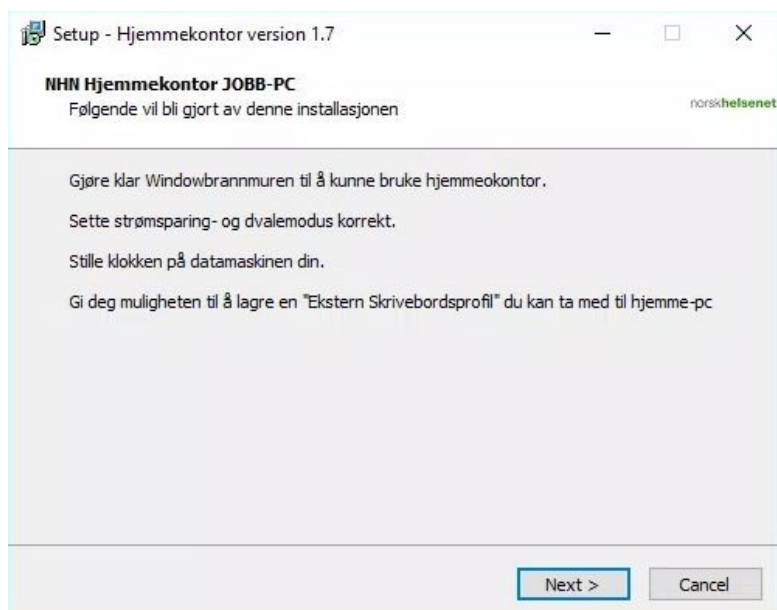 Setup - Hjemmekontor version 1.7
NHN Hjemmekontor JOBB-PC
Følgende vil bli gjort av denne installasjonen
norskhelsenett
Gjøre klar Windowbrannmuren til å kunne bruke hjemmeokontor.
Sette strømsparing- og dvalemodus korrekt.
Stille klokken på datamaskinen din.
Gi deg muligheten til å lagre en "Ekstern Skrivebordsprofil" du kan ta med til hjemme-pc
Next >
Cancel